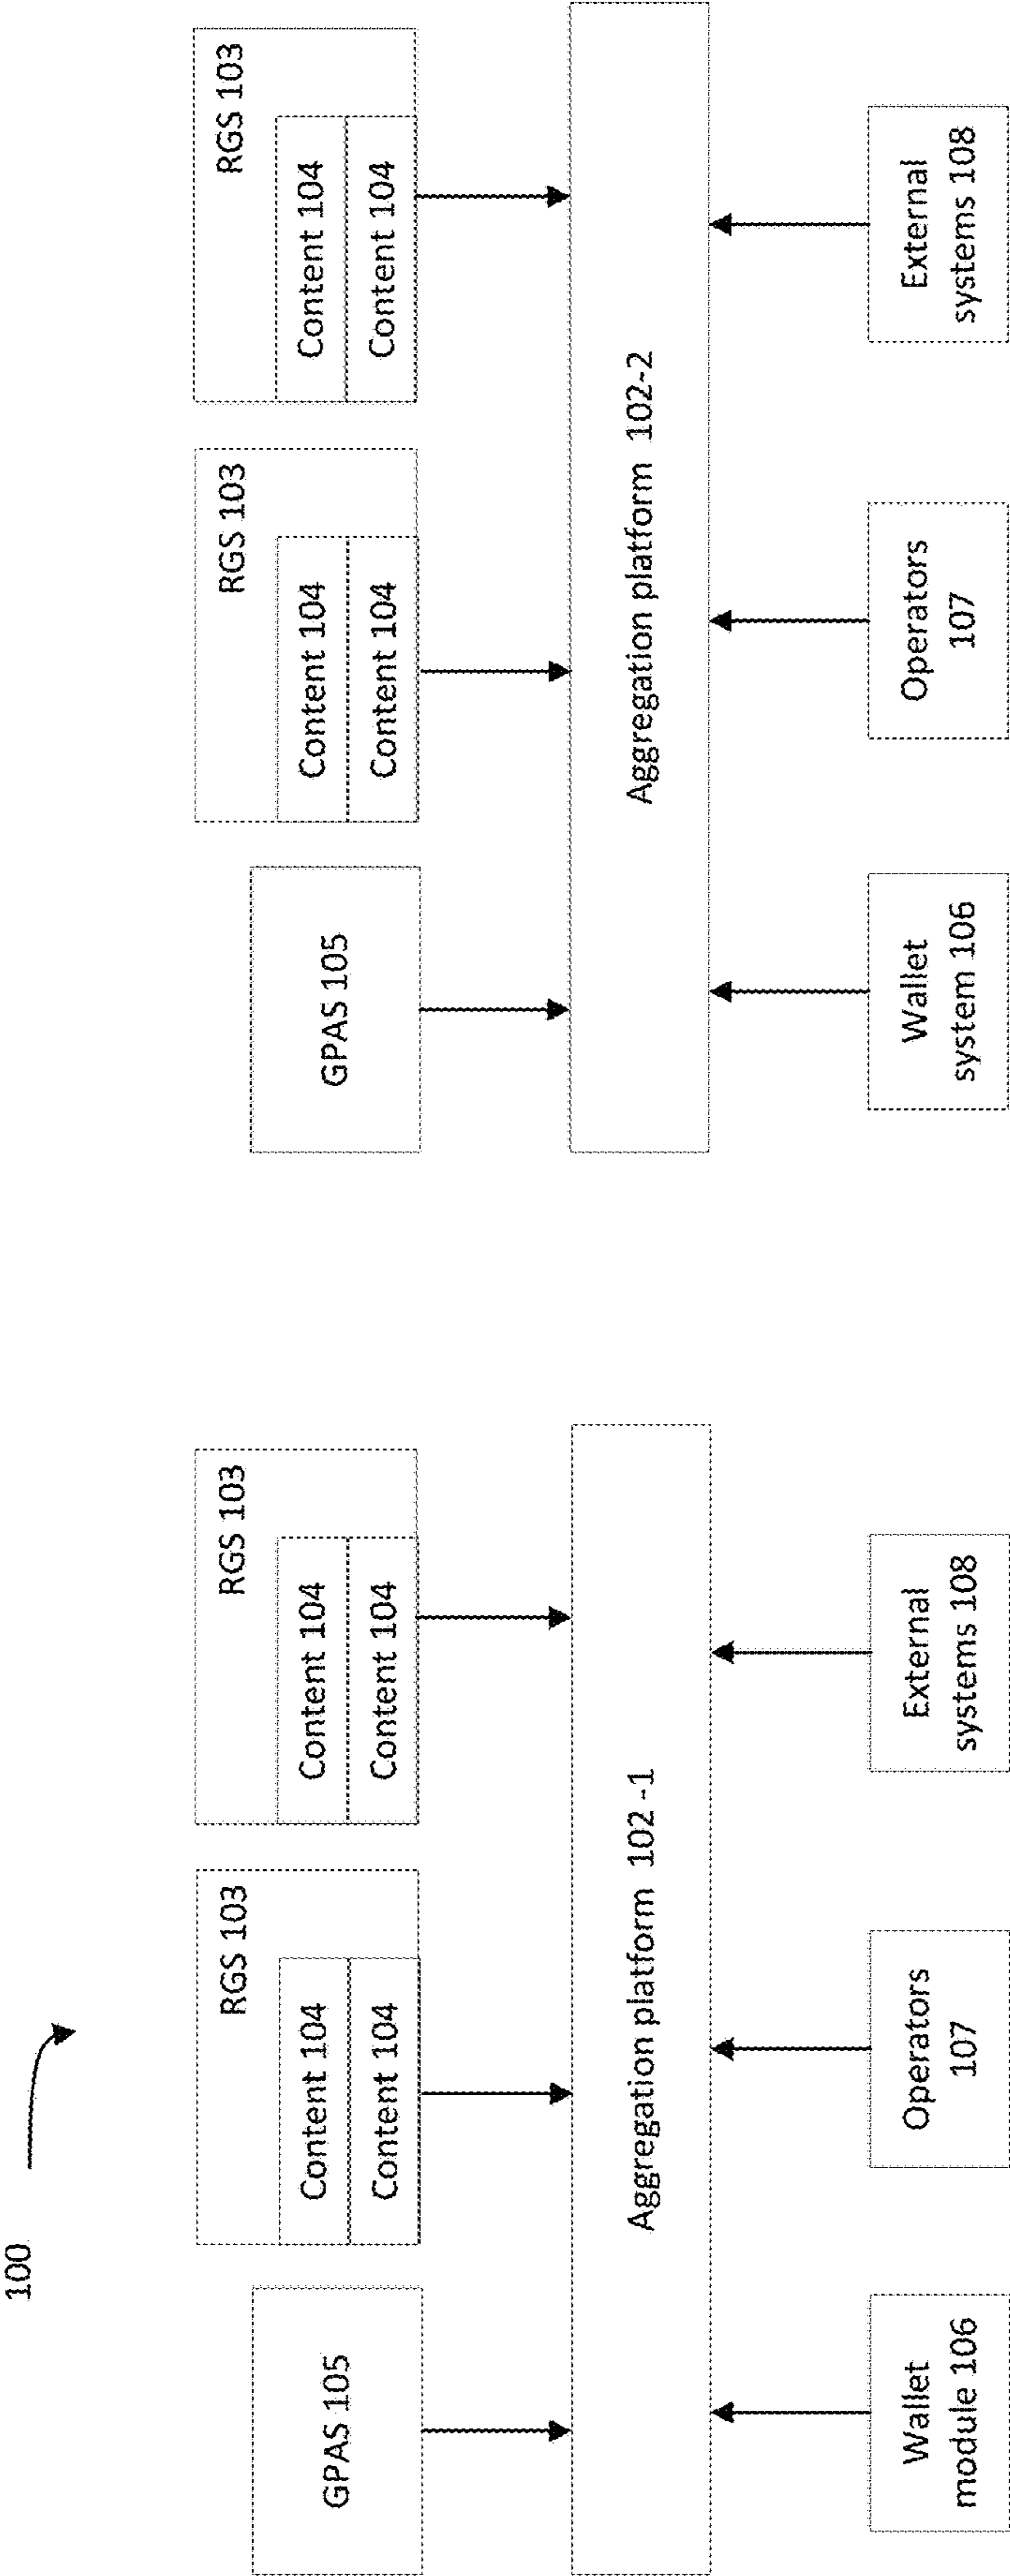 100
GPAS 105
RGS 103
Content 104
Content 104
RGS 103
Content 104
Content 104
Aggregation platform 102 -1
Wallet
module 106
Operators
107
External
systems 108
GPAS 105
RGS 103
Content 104
Content 104
RGS 103
Content 104
Content 104
Aggregation platform 102-2
Wallet
system 106
Operators
107
External
systems 108